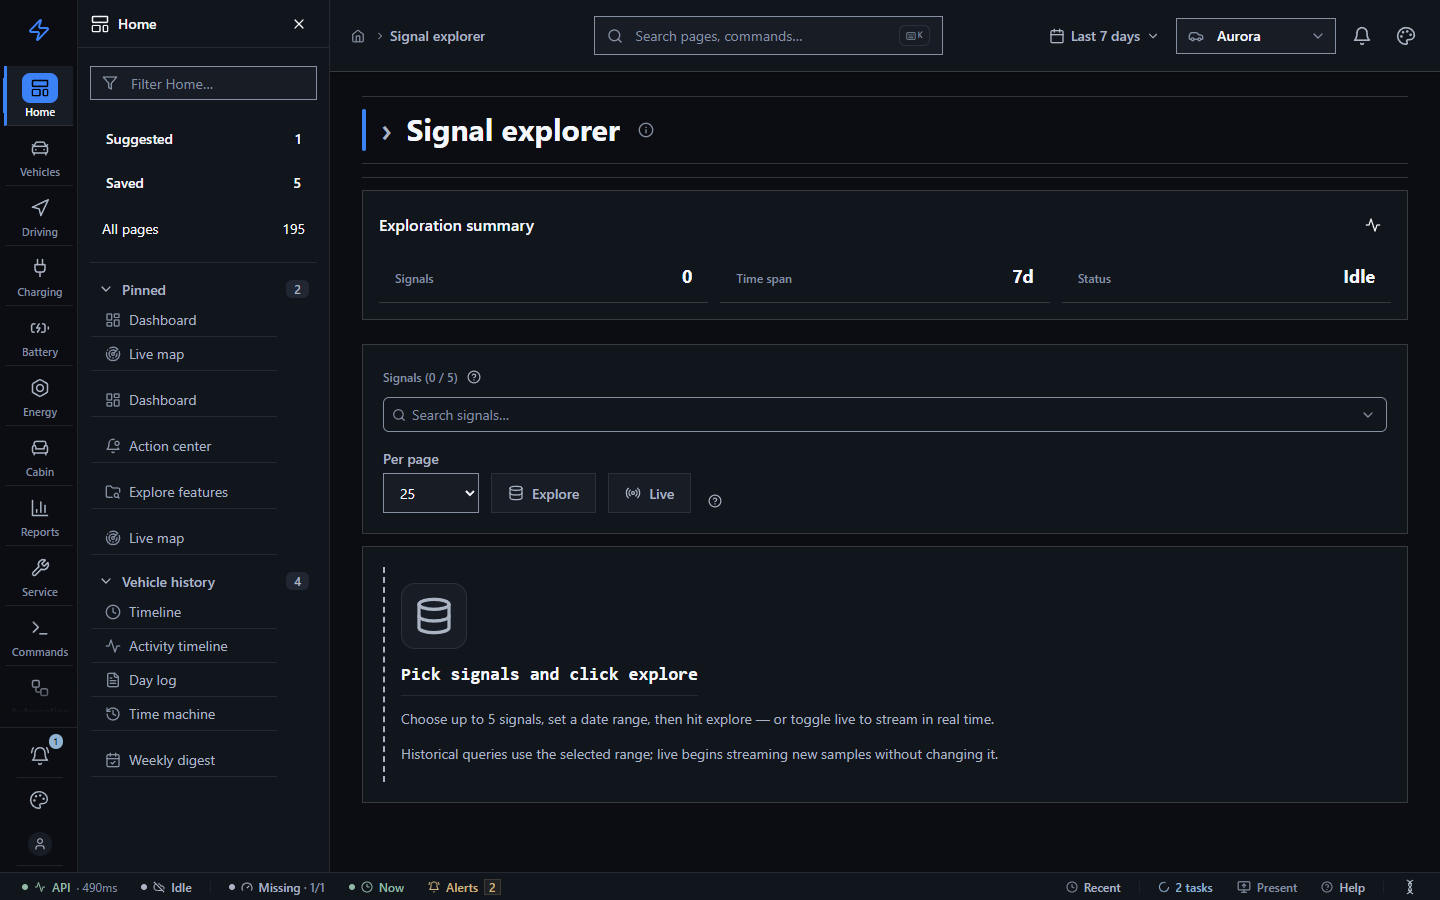 Home
Signal explorer
Search pages, commands...
K
Last 7 days
Aurora
Home
Vehicles
Driving
Charging
Battery
Energy
Cabin
Reports
Service
Commands
1
Filter Home...
Suggested 1
Saved 5
All pages 195
Pinned 2
Dashboard
Live map
Dashboard
Action center
Explore features
Live map
Vehicle history 4
Timeline
Activity timeline
Day log
Time machine
Weekly digest
Signal explorer
Exploration summary
Signals 0
Time span 7d
Status Idle
Signals (0 / 5)
Search signals...
Per page
25
Explore
Live
Pick signals and click explore
Choose up to 5 signals, set a date range, then hit explore — or toggle live to stream in real time.
Historical queries use the selected range; live begins streaming new samples without changing it.
API · 490ms
Idle
Missing · 1/1
Now
Alerts 2
Recent
2 tasks
Present
Help